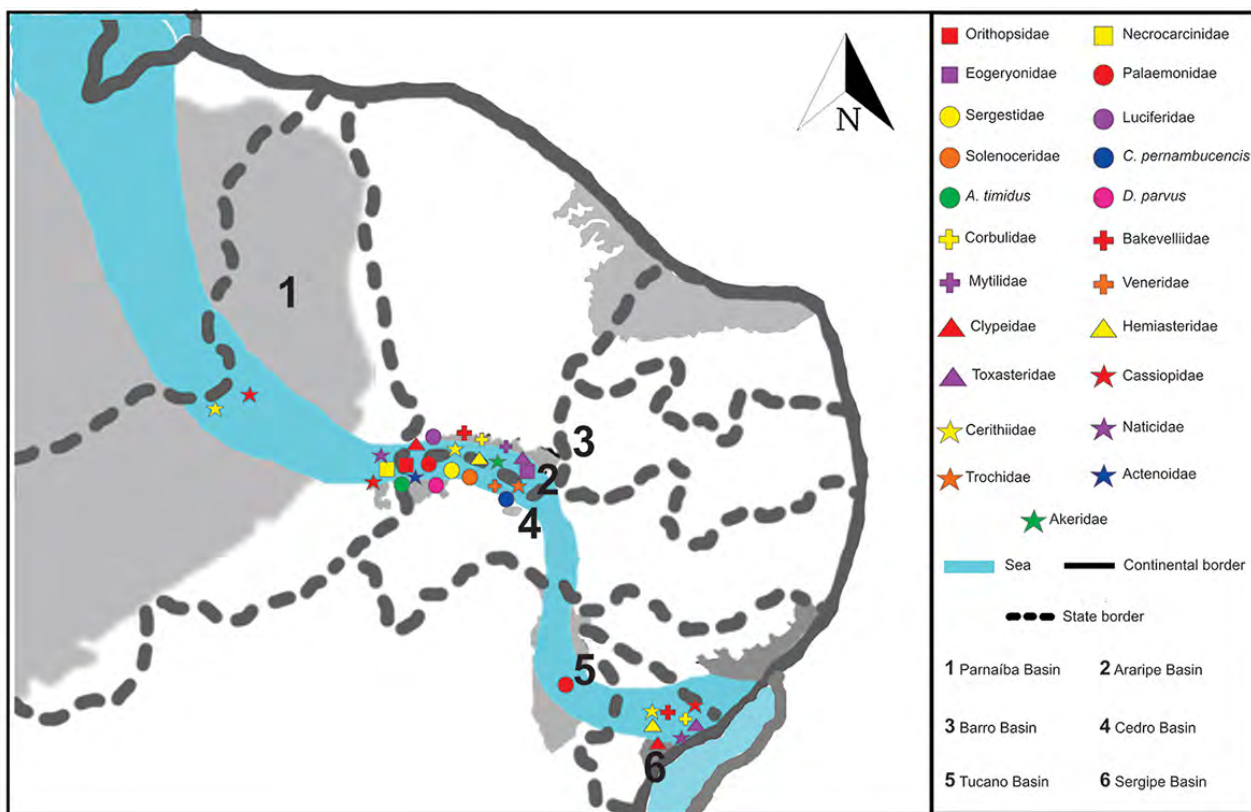 N
1
3
2
4
5
6
Orithopsidae
Necrocarcinidae
Eogeryonidae
Palaemonidae
Sergestidae
Luciferidae
Solenoceridae
C. pernambucencis
A. timidus
D. parvus
Corbulidae
Bakevelliidae
Mytilidae
Veneridae
Clypeidae
Hemiasteridae
Toxasteridae
Cassiopidae
Cerithiidae
Naticidae
Trochidae
Actenoidae
Akeridae
Sea
Continental border
State border
1 Parnaíba Basin
2 Araripe Basin
3 Barro Basin
4 Cedro Basin
5 Tucano Basin
6 Sergipe Basin